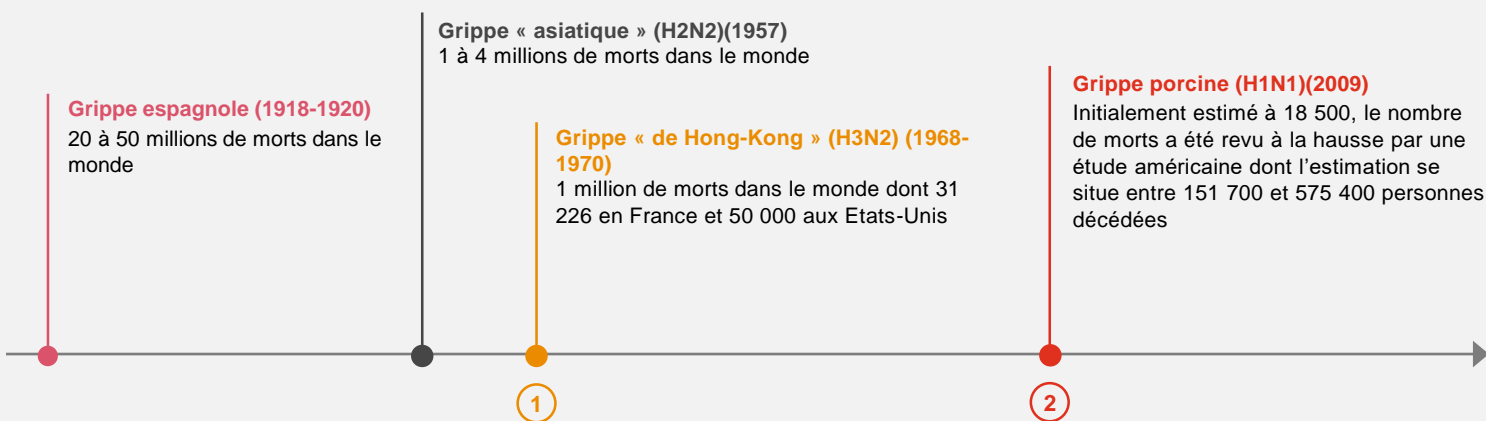 Grippe espagnole (1918-1920)
20 à 50 millions de morts dans le
monde
Grippe « asiatique » (H2N2)(1957)
1 à 4 millions de morts dans le monde
Grippe « de Hong-Kong » (H3N2) (1968-
1970)
1 million de morts dans le monde dont 31
226 en France et 50 000 aux Etats-Unis
Grippe porcine (H1N1)(2009)
Initialement estimé à 18 500, le nombre
de morts a été revu à la hausse par une
étude américaine dont l’estimation se
situe entre 151 700 et 575 400 personnes
décédées
1
2